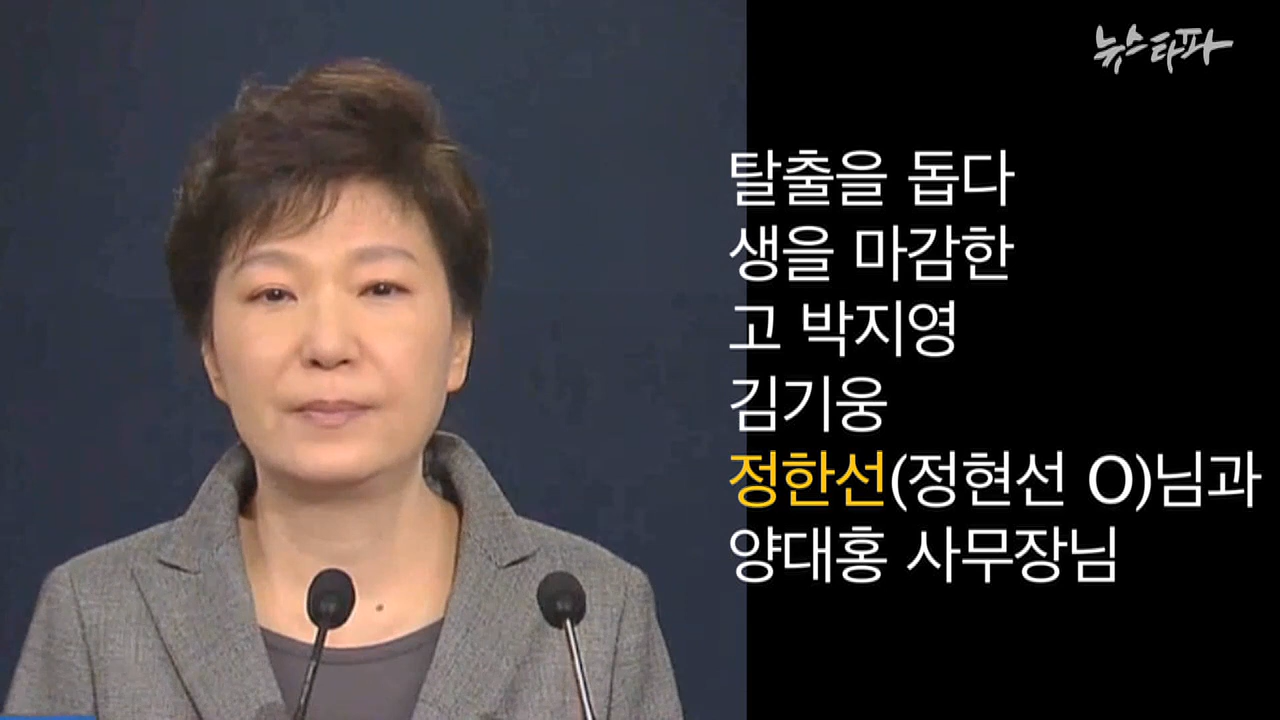 뉴스타파
탈출을 돕다
생을 마감한
고 박지영
김기웅
정한선(정현선 O)님과
양대홍 사무장님